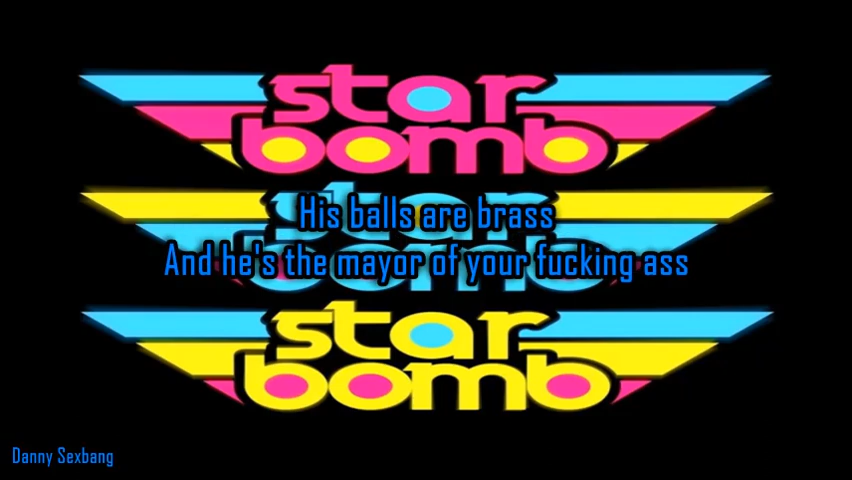 star
bomb
star
His balls are brass
bomb
And he's the mayor of your fucking ass
star
bomb
Danny Sexbang